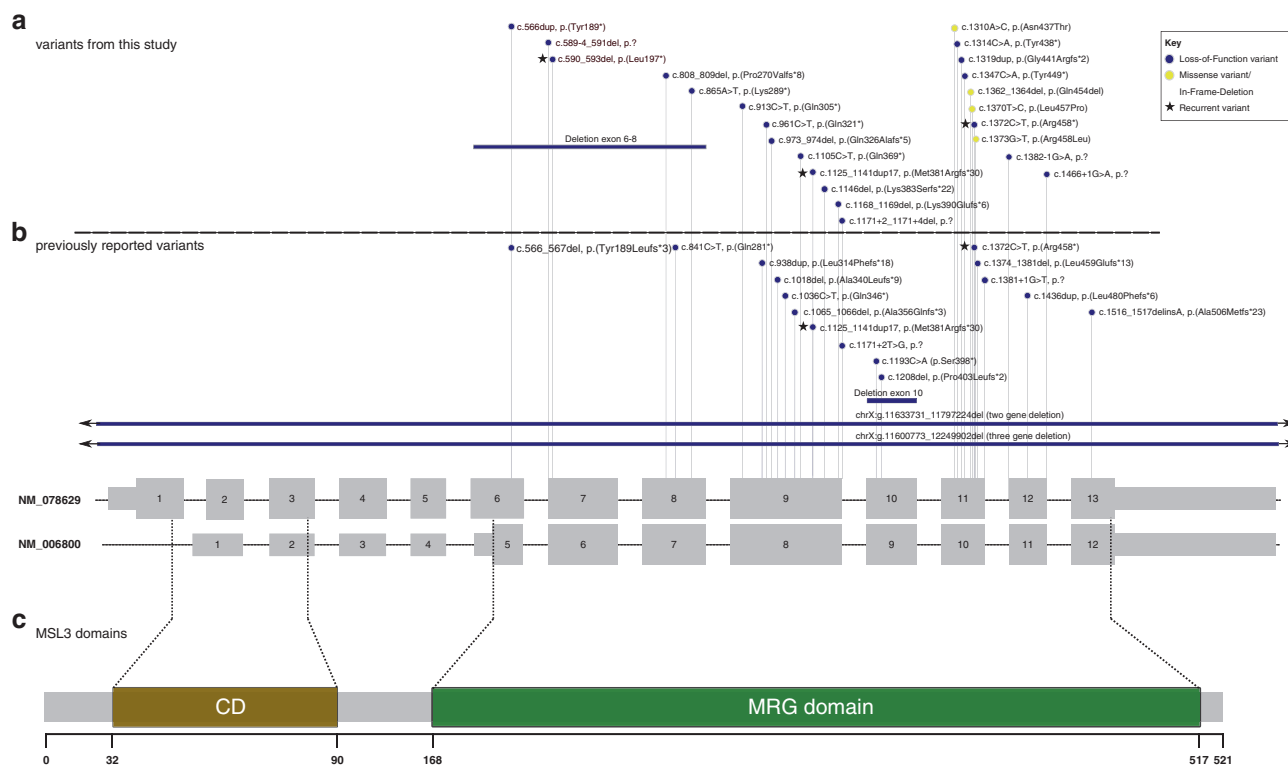 a
variants from this study
c.566dup, p.(Tyr189*)
c.589-4_591del, p.?
c.590_593del, p.(Leu197*)
c.808_809del, p.(Pro270Valfs*8)
c.865A>T, p.(Lys289*)
c.913C>T, p.(Gln305*)
c.961C>T, p.(Gln321*)
c.973_974del, p.(Gln326Alafs*5)
Deletion exon 6-8
c.1105C>T, p.(Gln369*)
c.1125_1141dup17, p.(Met381Argfs*30)
c.1146del, p.(Lys383Serfs*22)
c.1168_1169del, p.(Lys390Glufs*6)
c.1171+2_1171+4del, p.?
c.1310A>C, p.(Asn437Thr)
c.1314C>A, p.(Tyr438*)
c.1319dup, p.(Gly441Argfs*2)
c.1347C>A, p.(Tyr449*)
c.1362_1364del, p.(Gln454del)
c.1370T>C, p.(Leu457Pro)
c.1372C>T, p.(Arg458*)
c.1373G>T, p.(Arg458Leu)
c.1382-1G>A, p.?
c.1466+1G>A, p.?
Key
Loss-of-Function variant
Missense variant/
In-Frame-Deletion
Recurrent variant
b
previously reported variants
c.566_567del, p.(Tyr189Leufs*3)
c.841C>T, p.(Gln281*)
c.938dup, p.(Leu314Phefs*18)
c.1018del, p.(Ala340Leufs*9)
c.1036C>T, p.(Gln346*)
c.1065_1066del, p.(Ala356Glnfs*3)
c.1125_1141dup17, p.(Met381Argfs*30)
c.1171+2T>G, p.?
c.1193C>A (p.Ser398*)
c.1208del, p.(Pro403Leufs*2)
Deletion exon 10
c.1372C>T, p.(Arg458*)
c.1374_1381del, p.(Leu459Glufs*13)
c.1381+1G>T, p.?
c.1436dup, p.(Leu480Phefs*6)
c.1516_1517delinsA, p.(Ala506Metfs*23)
chrX:g.11633731_11797224del (two gene deletion)
chrX:g.11600773_12249902del (three gene deletion)
NM_078629 1 2 3 4 5 6 7 8 9 10 11 12 13
NM_006800 1 2 3 4 5 6 7 8 9 10 11 12
c
MSL3 domains
CD MRG domain
0 32 90 168 517 521